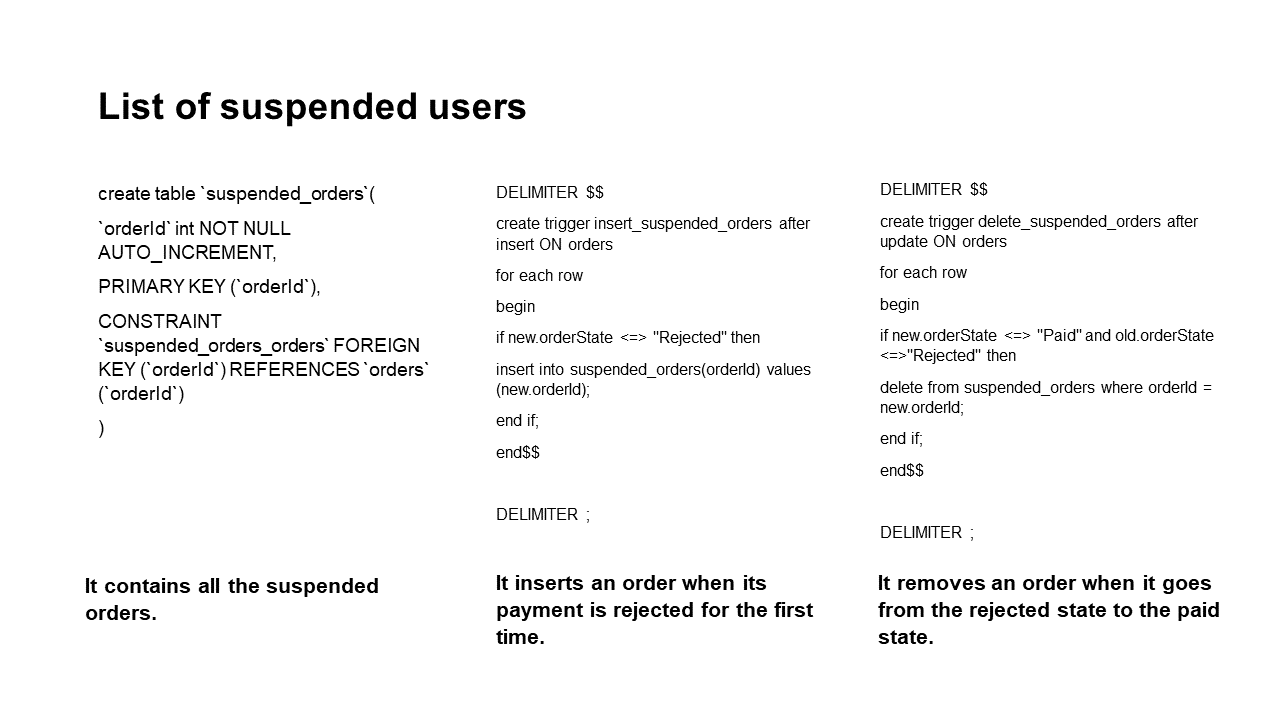 List of suspended users
create table `suspended_orders`(
`orderId` int NOT NULL
AUTO_INCREMENT,
PRIMARY KEY (`orderId`),
CONSTRAINT
`suspended_orders_orders` FOREIGN
KEY (`orderId`) REFERENCES `orders`
(`orderId`)
)
It contains all the suspended
orders.
DELIMITER $$
create trigger insert_suspended_orders after
insert ON orders
for each row
begin
if new.orderState <=> "Rejected" then
insert into suspended_orders(orderId) values
(new.orderId);
end if;
end$$
DELIMITER ;
It inserts an order when its
payment is rejected for the first
time.
DELIMITER $$
create trigger delete_suspended_orders after
update ON orders
for each row
begin
if new.orderState <=> "Paid" and old.orderState
<=>"Rejected" then
delete from suspended_orders where orderId =
new.orderId;
end if;
end$$
DELIMITER ;
It removes an order when it goes
from the rejected state to the paid
state.